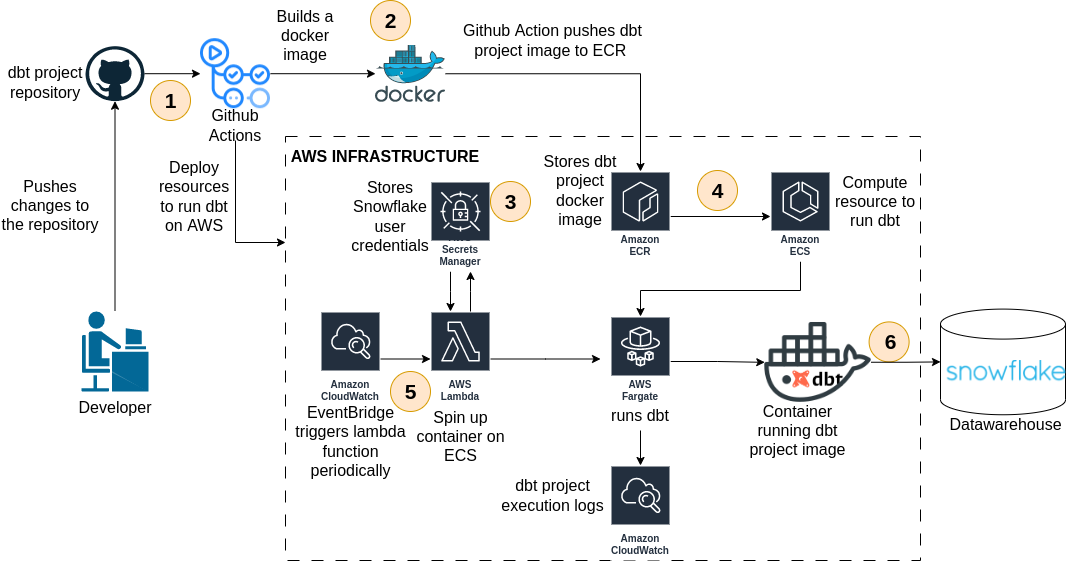 Builds a
docker
image
2
Github Action pushes dbt
project image to ECR
dbt project
repository
1
docker
Github
Actions
AWS INFRASTRUCTURE
Deploy
resources
to run dbt
on AWS
Stores
Snowflake
user
credentials
3
Stores dbt
project
docker
image
4
Compute
resource to
run dbt
Pushes
changes to
the repository
AWS
Secrets
Manager
Amazon
ECR
Amazon
ECS
6
snowflake
dbt
Developer
Amazon
CloudWatch
5
AWS
Lambda
AWS
Fargate
EventBridge
triggers lambda
function
periodically
Spin up
container on
ECS
runs dbt
Container
running dbt
project image
Datawarehouse
dbt project
execution logs
Amazon
CloudWatch